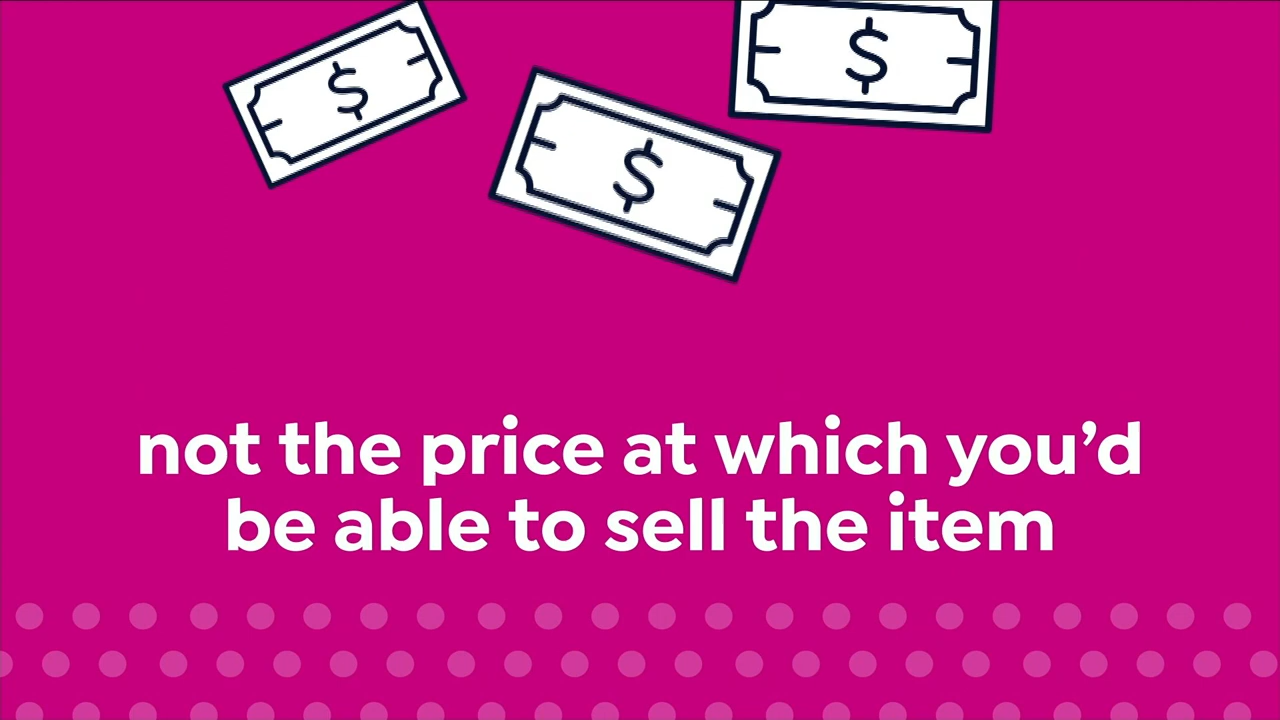 $
$
$
not the price at which you’d
be able to sell the item